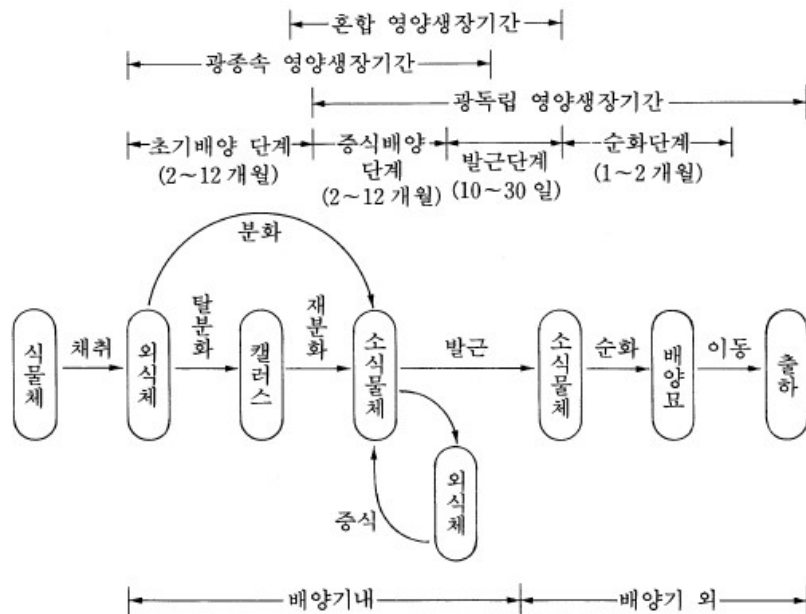 혼합 영양생장기간
광종속 영양생장기간
광독립 영양생장기간
초기배양 단계
(2~12 개월)
증식배양
단계
(2~12 개월)
발근단계
(10~30 일)
순화단계
(1~2 개월)
분화
식물체
채취
외식체
탈분화
캘러스
재분화
소식물체
발근
소식물체
순화
배양묘
이동
출하
외식체
증식
배양기내
배양기 외